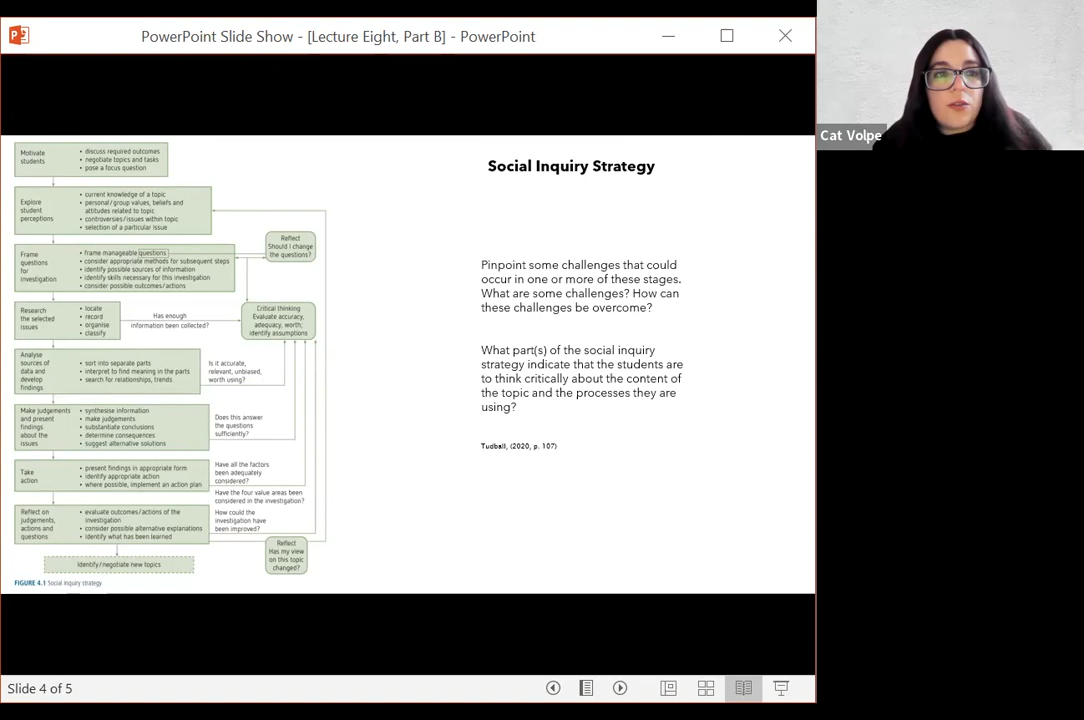 PowerPoint Slide Show - [Lecture Eight, Part B] - PowerPoint
Cat Volpe
Motivate
students
• discuss required outcomes
• negotiate topics and tasks
• pose a focus question
Explore
student
perceptions
• current knowledge of a topic
• personal/group values, beliefs and
attitudes related to topic
• controversies/issues within topic
• selection of a particular issue
Frame
questions
for
investigation
• frame manageable questions
• consider appropriate methods for subsequent steps
• identify possible sources of information
• identify skills necessary for this investigation
• consider possible outcomes/actions
Reflect
Should I change
the questions?
Research
the selected
issues
• locate
• record
• organise
• classify
Has enough
information been collected?
Critical thinking
Evaluate accuracy,
adequacy, worth;
identify assumptions
Analyse
sources of
data and
develop
findings
• sort into separate parts
• interpret to find meaning in the parts
• search for relationships, trends
Is it accurate,
relevant, unbiased,
worth using?
Make judgements
and present
findings
about the
issues
• synthesise information
• make judgements
• substantiate conclusions
• determine consequences
• suggest alternative solutions
Does this answer
the questions
sufficiently?
Take
action
• present findings in appropriate form
• identify appropriate action
• where possible, implement an action plan
Have all the factors
been adequately
considered?
Have the four value areas been
considered in the investigation?
Reflect on
judgements,
actions and
questions
• evaluate outcomes/actions of the
investigation
• consider possible alternative explanations
• identify what has been learned
How could the
investigation have
been improved?
Reflect
Has my view
on this topic
changed?
Identify/negotiate new topics
FIGURE 4.1 Social inquiry strategy
Social Inquiry Strategy
Pinpoint some challenges that could
occur in one or more of these stages.
What are some challenges? How can
these challenges be overcome?
What part(s) of the social inquiry
strategy indicate that the students are
to think critically about the content of
the topic and the processes they are
using?
Tudball, (2020, p. 107)
Slide 4 of 5